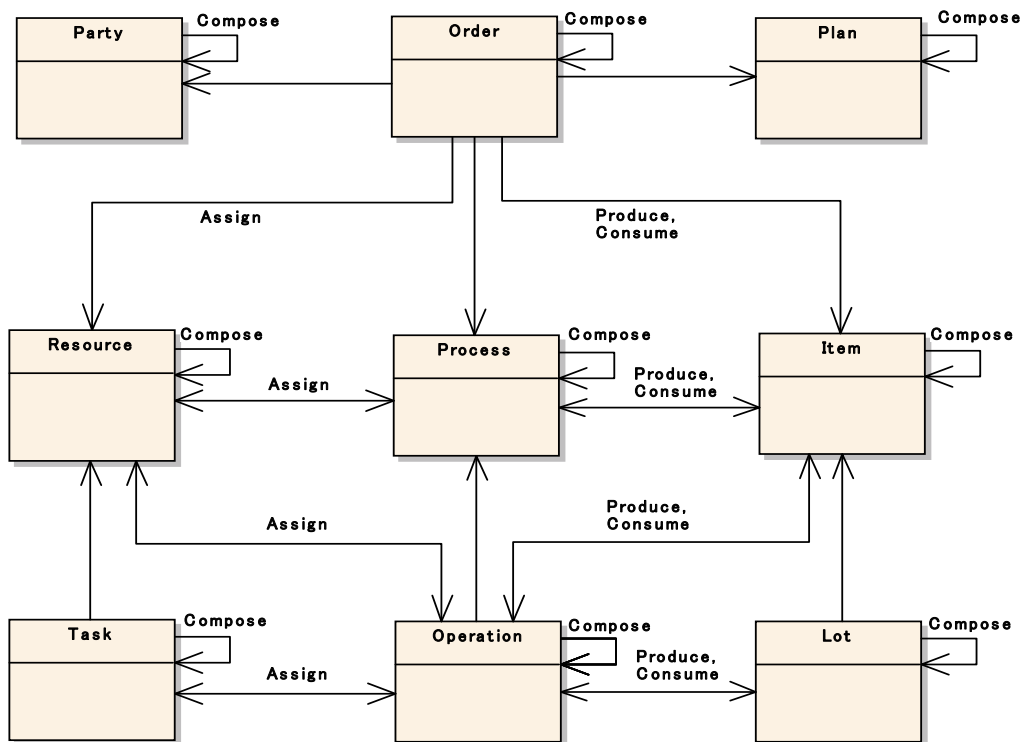 Party
Compose
Order
Compose
Plan
Compose
Assign
Produce,
Consume
Resource
Compose
Process
Compose
Item
Compose
Assign
Produce,
Consume
Assign
Produce,
Consume
Task
Compose
Operation
Compose
Lot
Compose
Assign
Produce,
Consume